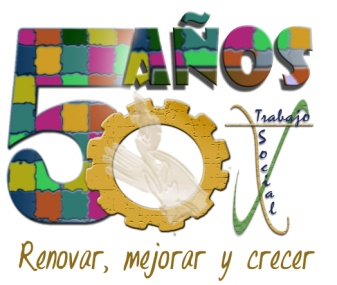 50 AÑOS
Trabajo
Social
Renovar, mejorar y crecer